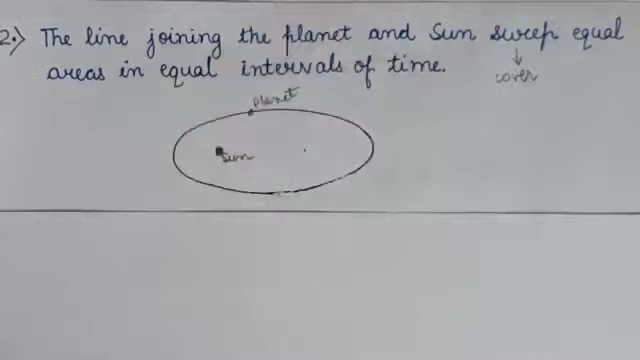 2.) The line joining the planet and Sun sweep equal
areas in equal intervals of time.
cover
planet
Sun